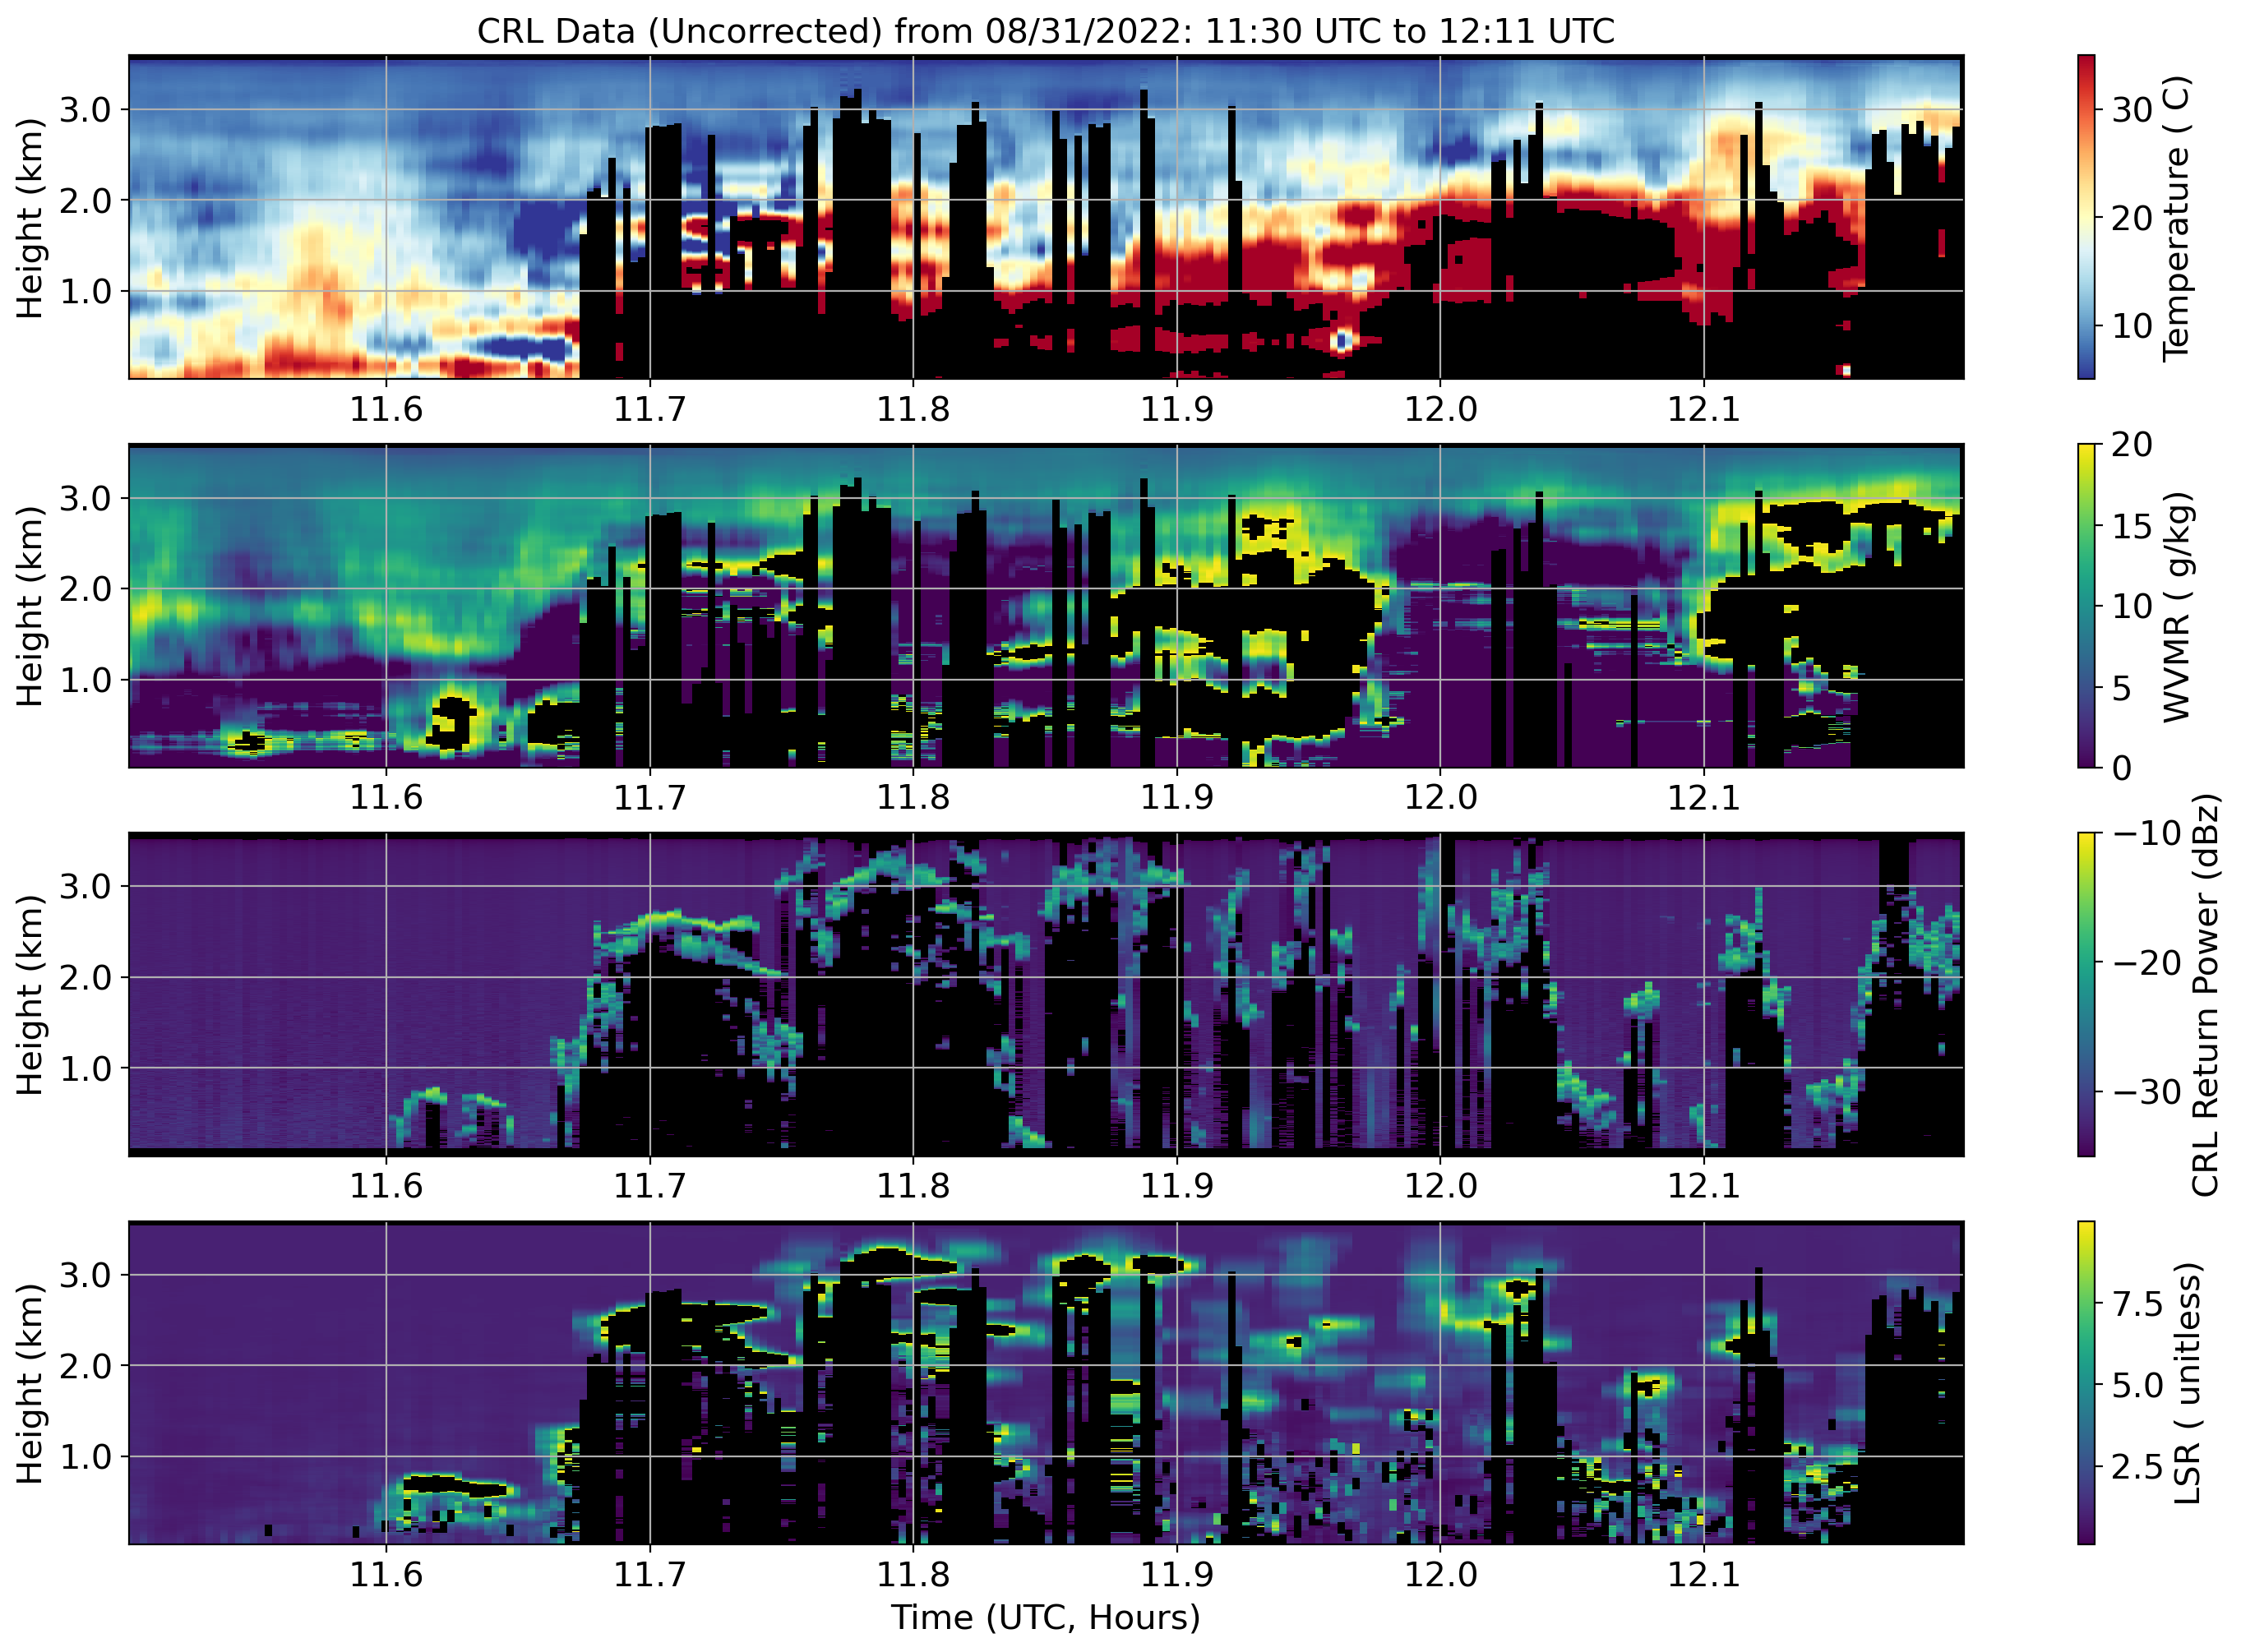 CRL Data (Uncorrected) from 08/31/2022: 11:30 UTC to 12:11 UTC
Height (km)
3.0
2.0
1.0
11.6 11.7 11.8 11.9 12.0 12.1
30
20
10
Temperature ( C)
Height (km)
3.0
2.0
1.0
11.6 11.7 11.8 11.9 12.0 12.1
20
15
10
5
0
WVMR ( g/kg)
Height (km)
3.0
2.0
1.0
11.6 11.7 11.8 11.9 12.0 12.1
−10
−20
−30
CRL Return Power (dBz)
Height (km)
3.0
2.0
1.0
11.6 11.7 11.8 11.9 12.0 12.1
Time (UTC, Hours)
7.5
5.0
2.5
LSR ( unitless)